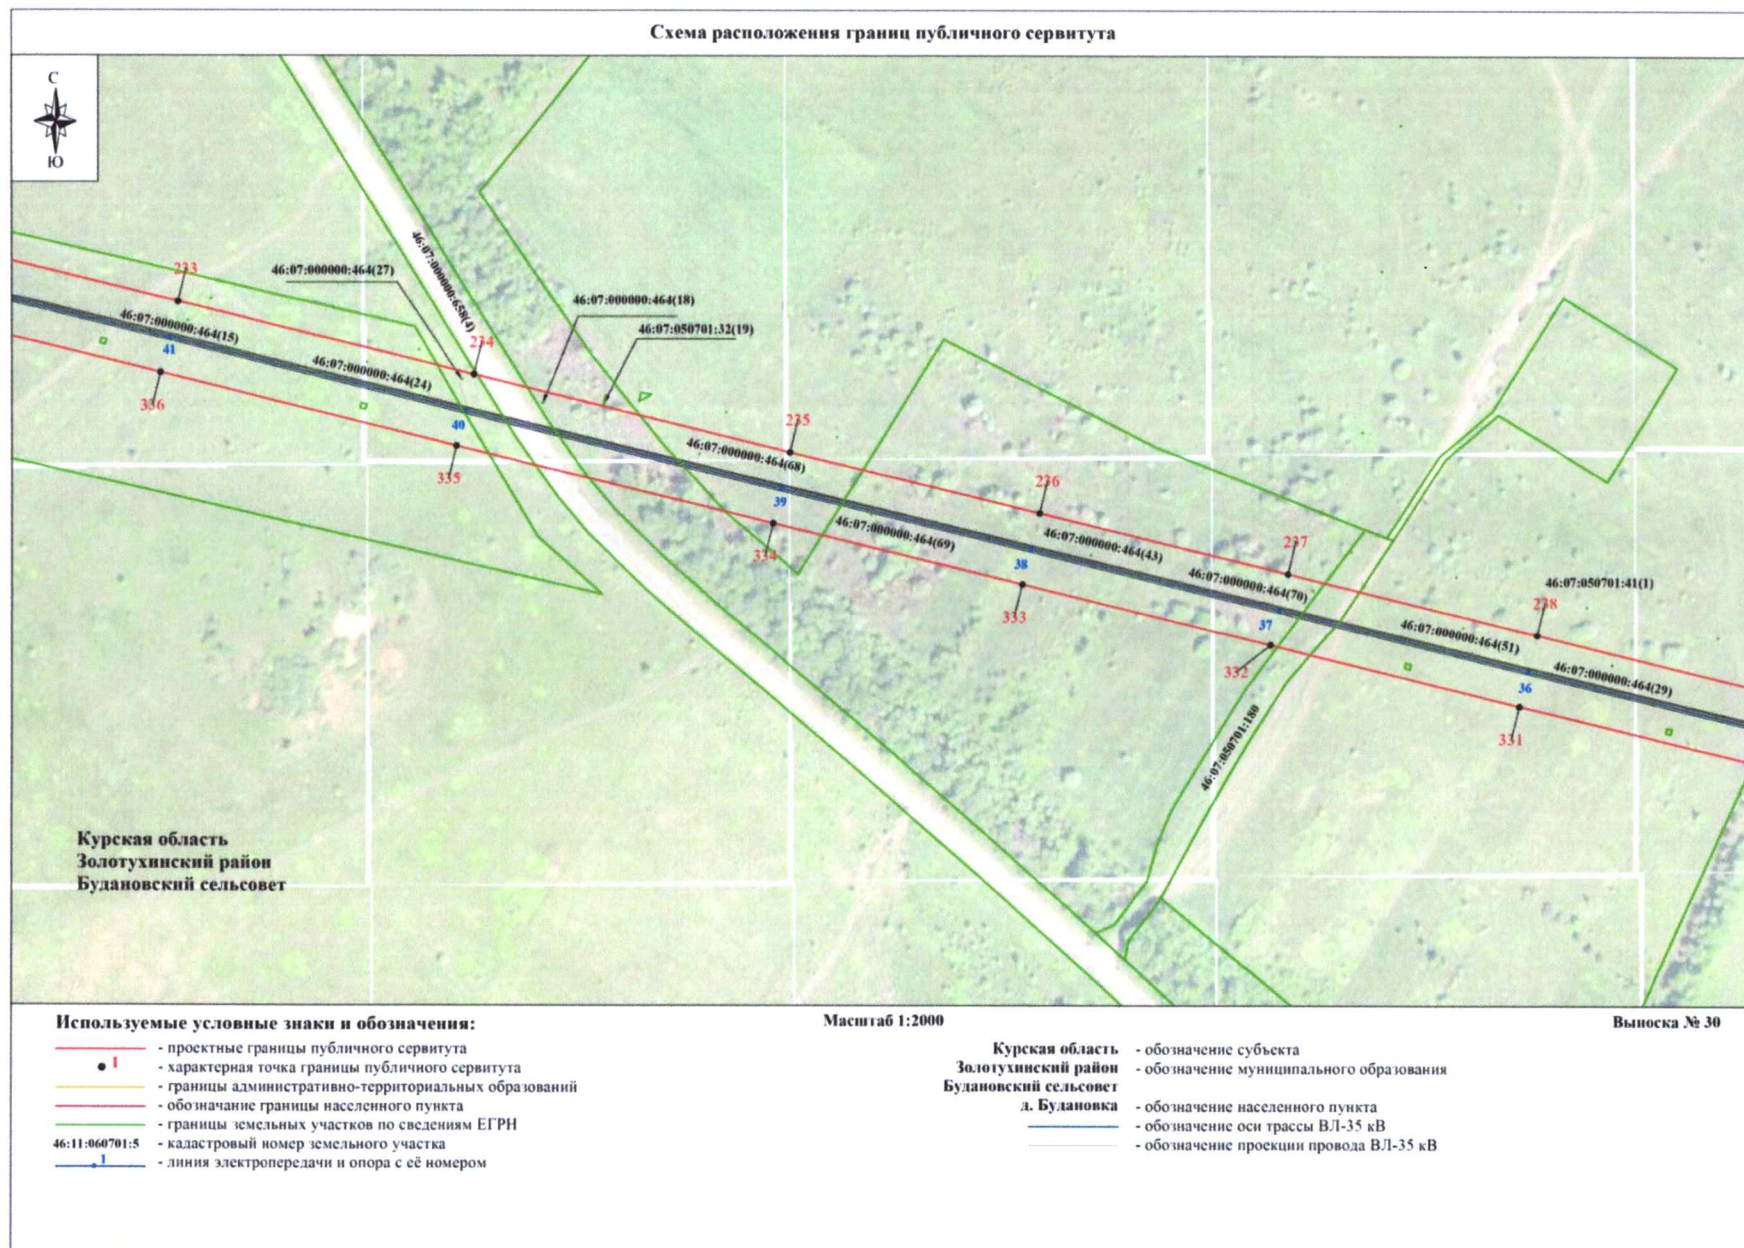 Схема расположения границ публичного сервитута
С
Ю
233
46:07:000000:464(27)
46:07:000000:658(4)
46:07:000000:464(18)
46:07:050701:32(19)
46:07:000000:464(15)
41
234
46:07:000000:464(24)
336
40
335
235
46:07:000000:464(68)
39
334
236
46:07:000000:464(69)
46:07:000000:464(43)
38
333
237
46:07:000000:464(70)
46:07:050701:41(1)
238
37
332
46:07:000000:464(51)
46:07:000000:464(29)
36
331
46:07:050701:180
Курская область
Золотухинский район
Будановский сельсовет
Используемые условные знаки и обозначения:
Масштаб 1:2000
Выноска № 30
- проектные границы публичного сервитута
1 - характерная точка границы публичного сервитута
- границы административно-территориальных образований
- обозначание границы населенного пункта
- границы земельных участков по сведениям ЕГРН
46:11:060701:5 - кадастровый номер земельного участка
1 - линия электропередачи и опора с её номером
Курская область - обозначение субъекта
Золотухинский район - обозначение муниципального образования
Будановский сельсовет
д. Будановка - обозначение населенного пункта
- обозначение оси трассы ВЛ-35 кВ
- обозначение проекции провода ВЛ-35 кВ